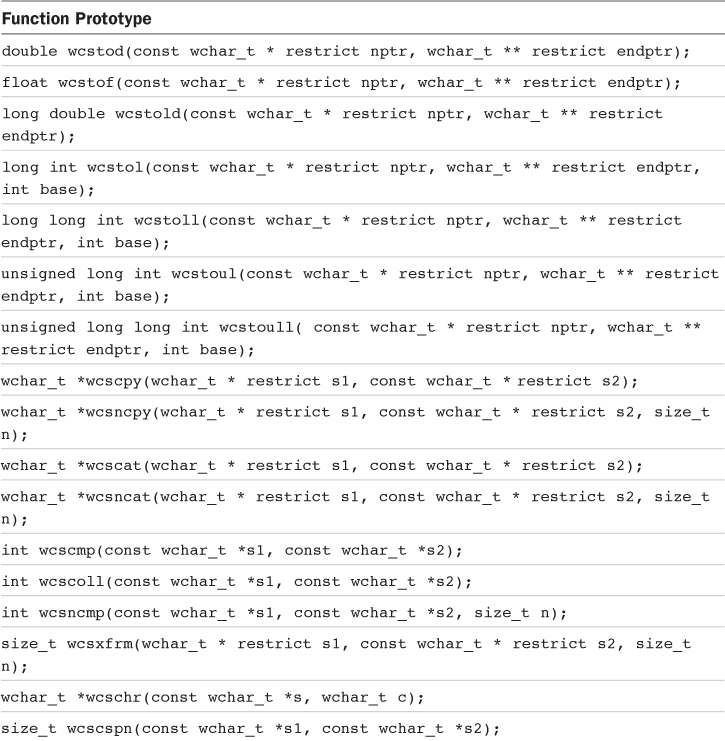 Function Prototype
double wcstod(const wchar_t * restrict nptr, wchar_t ** restrict endptr);
float wcstof(const wchar_t * restrict nptr, wchar_t ** restrict endptr);
long double wcstold(const wchar_t * restrict nptr, wchar_t ** restrict
endptr);
long int wcstol(const wchar_t * restrict nptr, wchar_t ** restrict endptr,
int base);
long long int wcstoll(const wchar_t * restrict nptr, wchar_t ** restrict
endptr, int base);
unsigned long int wcstoul(const wchar_t * restrict nptr, wchar_t ** restrict
endptr, int base);
unsigned long long int wcstoull( const wchar_t * restrict nptr, wchar_t **
restrict endptr, int base);
wchar_t *wcscpy(wchar_t * restrict s1, const wchar_t * restrict s2);
wchar_t *wcsncpy(wchar_t * restrict s1, const wchar_t * restrict s2, size_t
n);
wchar_t *wcscat(wchar_t * restrict s1, const wchar_t * restrict s2);
wchar_t *wcsncat(wchar_t * restrict s1, const wchar_t * restrict s2, size_t
n);
int wcscmp(const wchar_t *s1, const wchar_t *s2);
int wcscoll(const wchar_t *s1, const wchar_t *s2);
int wcsncmp(const wchar_t *s1, const wchar_t *s2, size_t n);
size_t wcsxfrm(wchar_t * restrict s1, const wchar_t * restrict s2, size_t
n);
wchar_t *wcschr(const wchar_t *s, wchar_t c);
size_t wcscspn(const wchar_t *s1, const wchar_t *s2);